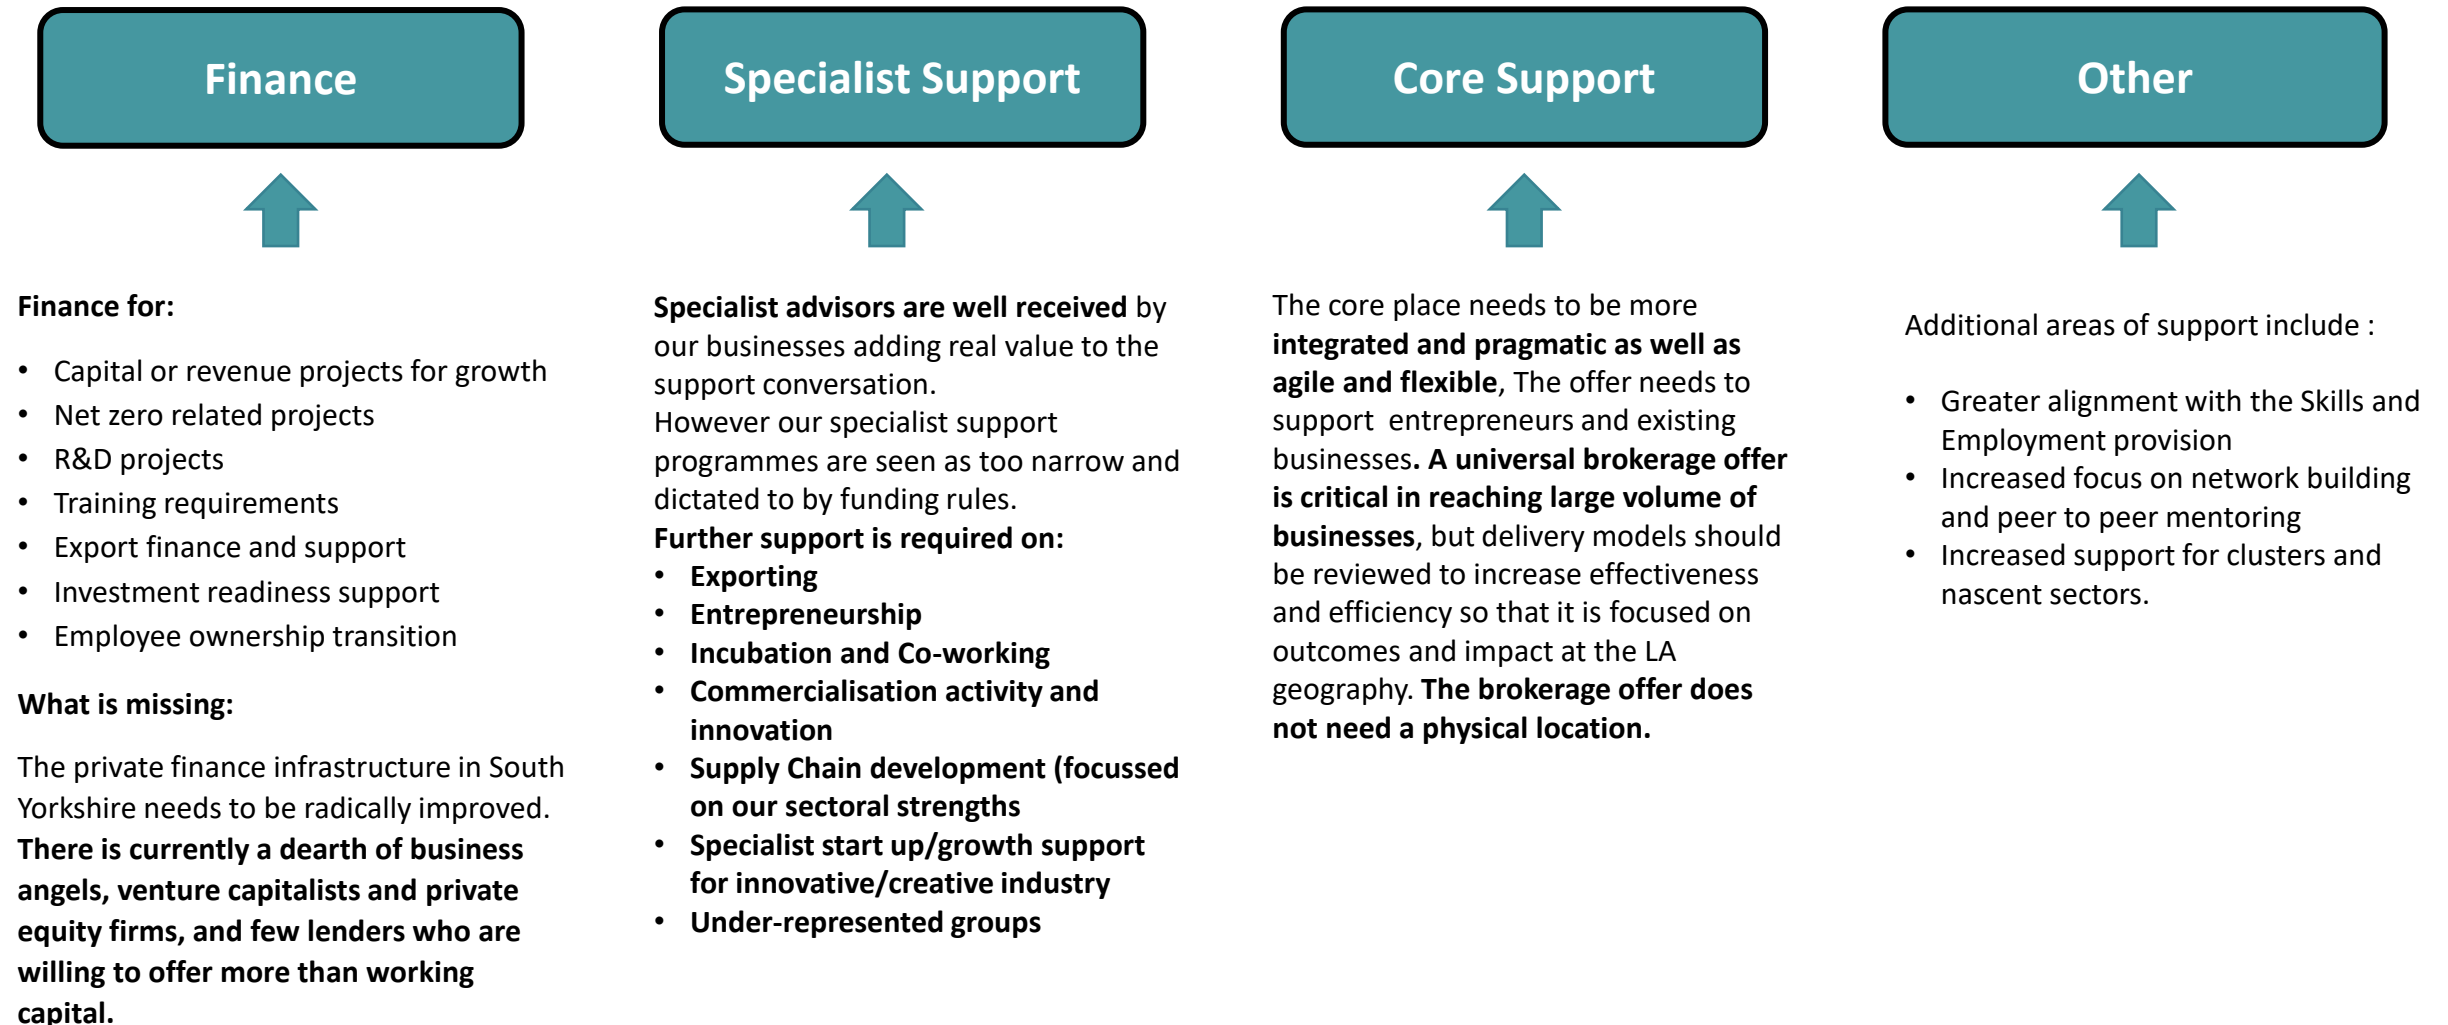 Finance
Finance for:
• Capital or revenue projects for growth
• Net zero related projects
• R&D projects
• Training requirements
• Export finance and support
• Investment readiness support
• Employee ownership transition
What is missing:
The private finance infrastructure in South
Yorkshire needs to be radically improved.
There is currently a dearth of business
angels, venture capitalists and private
equity firms, and few lenders who are
willing to offer more than working
capital.
Specialist Support
Specialist advisors are well received by
our businesses adding real value to the
support conversation.
However our specialist support
programmes are seen as too narrow and
dictated to by funding rules.
Further support is required on:
• Exporting
• Entrepreneurship
• Incubation and Co-working
• Commercialisation activity and
innovation
• Supply Chain development (focussed
on our sectoral strengths
• Specialist start up/growth support
for innovative/creative industry
• Under-represented groups
Core Support
The core place needs to be more
integrated and pragmatic as well as
agile and flexible, The offer needs to
support entrepreneurs and existing
businesses. A universal brokerage offer
is critical in reaching large volume of
businesses, but delivery models should
be reviewed to increase effectiveness
and efficiency so that it is focused on
outcomes and impact at the LA
geography. The brokerage offer does
not need a physical location.
Other
Additional areas of support include :
• Greater alignment with the Skills and
Employment provision
• Increased focus on network building
and peer to peer mentoring
• Increased support for clusters and
nascent sectors.